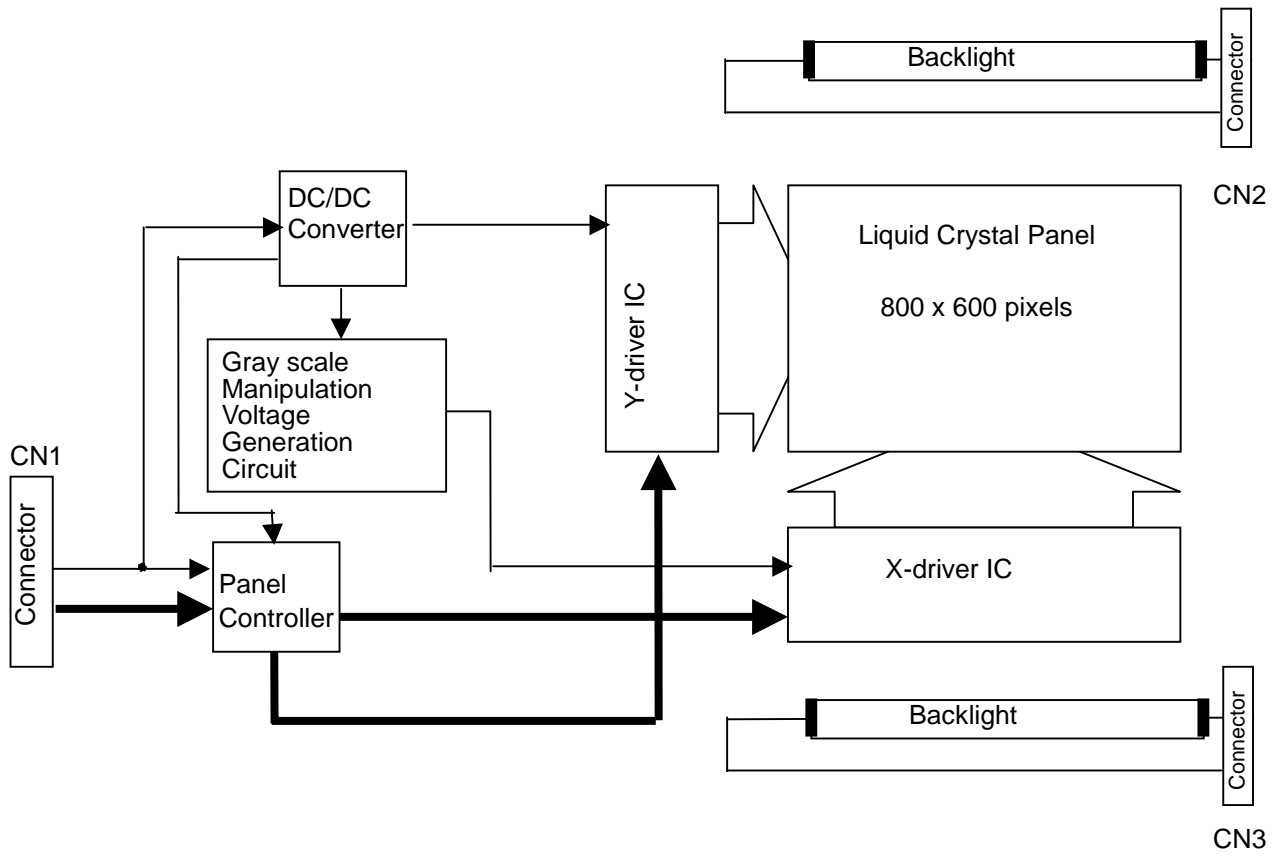 Backlight
Connector
CN2
DC/DC
Converter
Y-driver IC
Liquid Crystal Panel
800 x 600 pixels
Gray scale
Manipulation
Voltage
Generation
Circuit
CN1
Connector
Panel
Controller
X-driver IC
Backlight
Connector
CN3